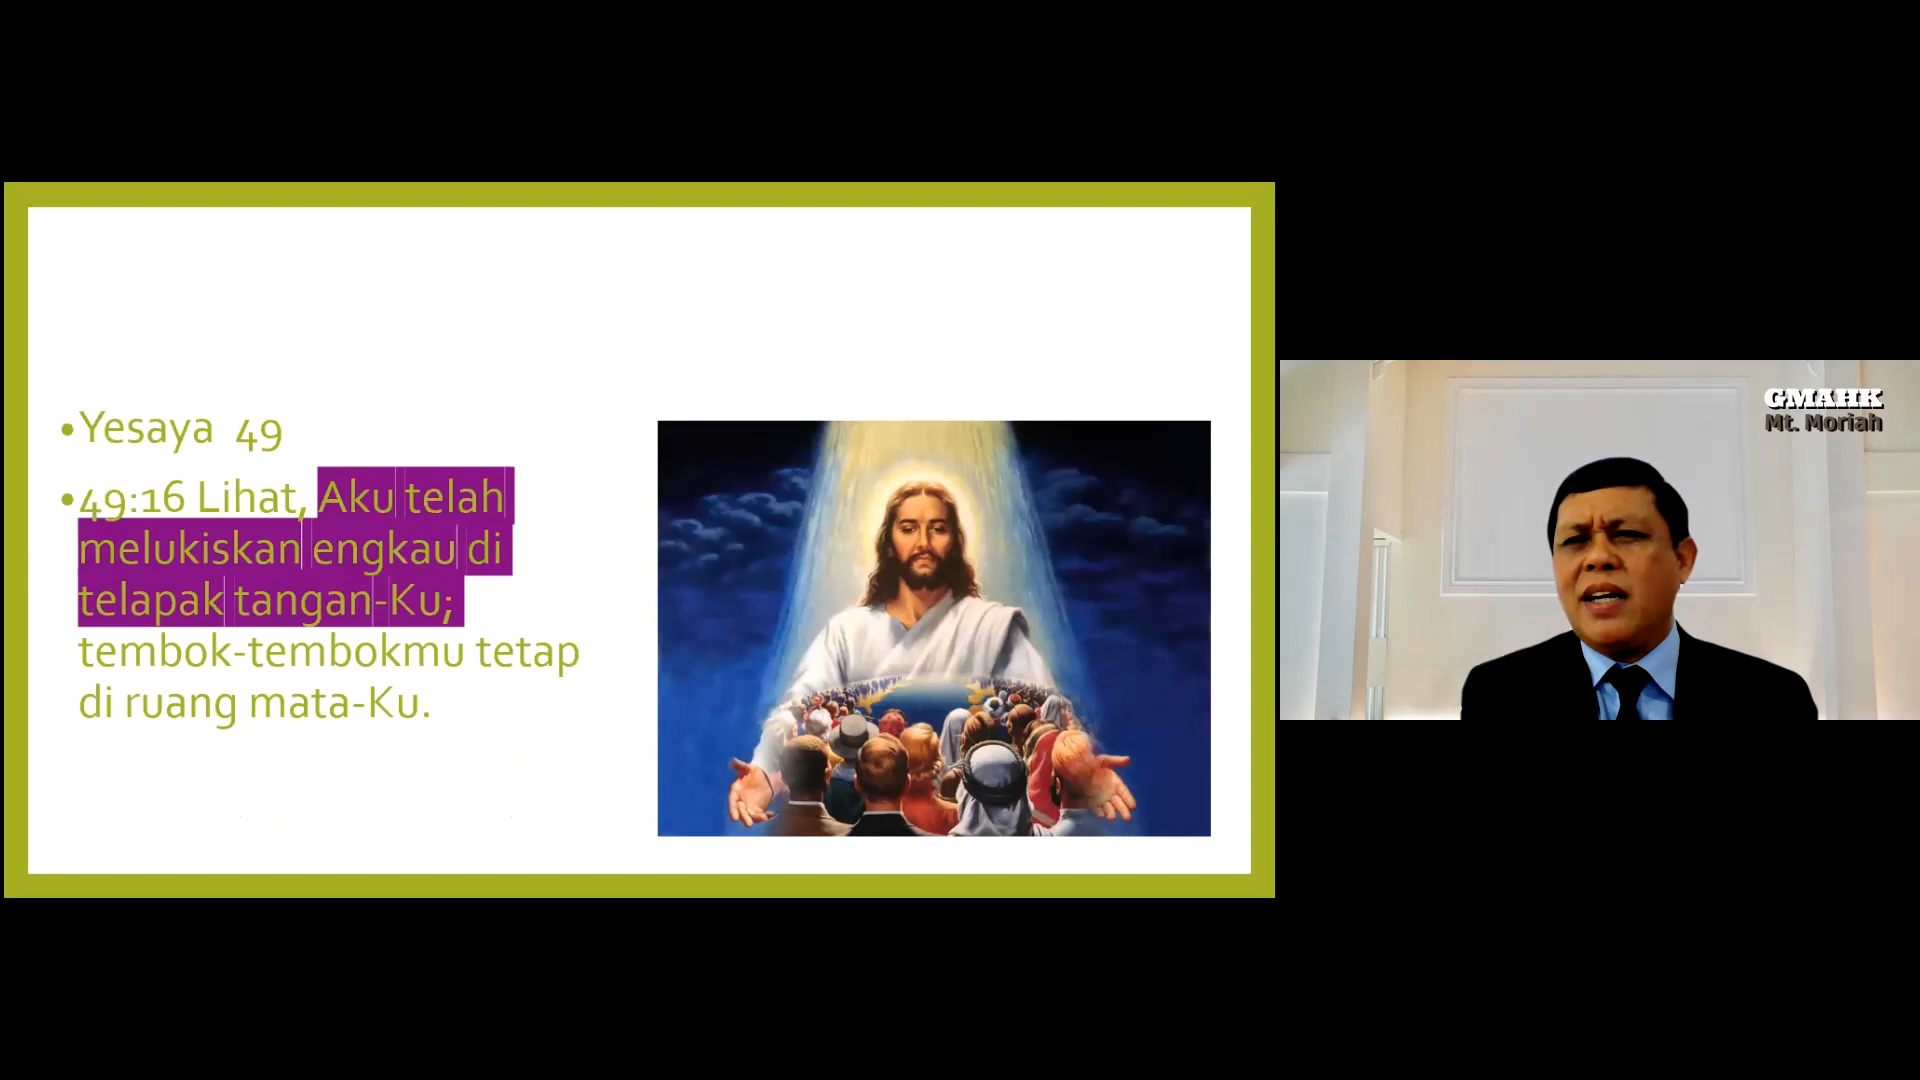 •Yesaya 49
•49:16 Lihat, Aku telah
melukiskan engkau di
telapak tangan-Ku;
tembok-tembokmu tetap
di ruang mata-Ku.
GMAHK
Mt. Moriah